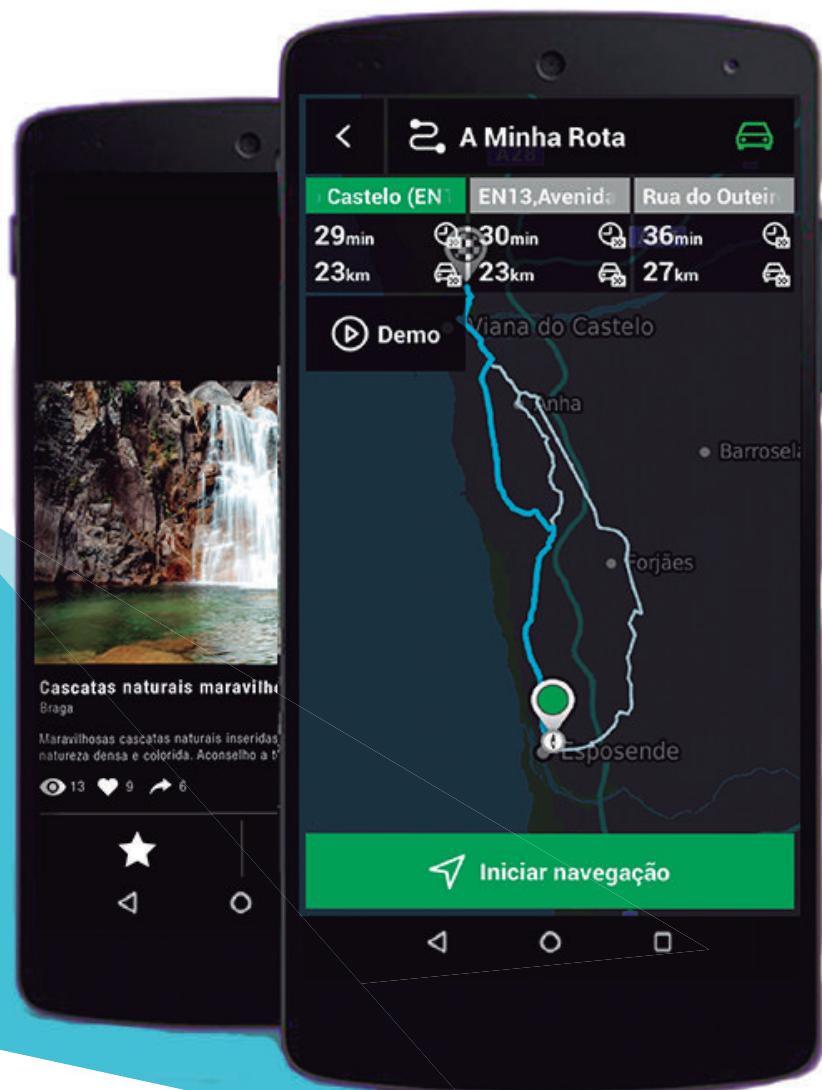 A Minha Rota
A28
Castelo (EN1
EN13,Avenida
Rua do Outeir
29min
30min
36min
23km
23km
27km
Demo
Viana do Castelo
Anha
Barrosela
Forjães
Esposende
Iniciar navegação
Cascatas naturais maravilh
Braga
Maravilhosas cascatas naturais inseridas
natureza densa e colorida. Aconselho a
13 9 6